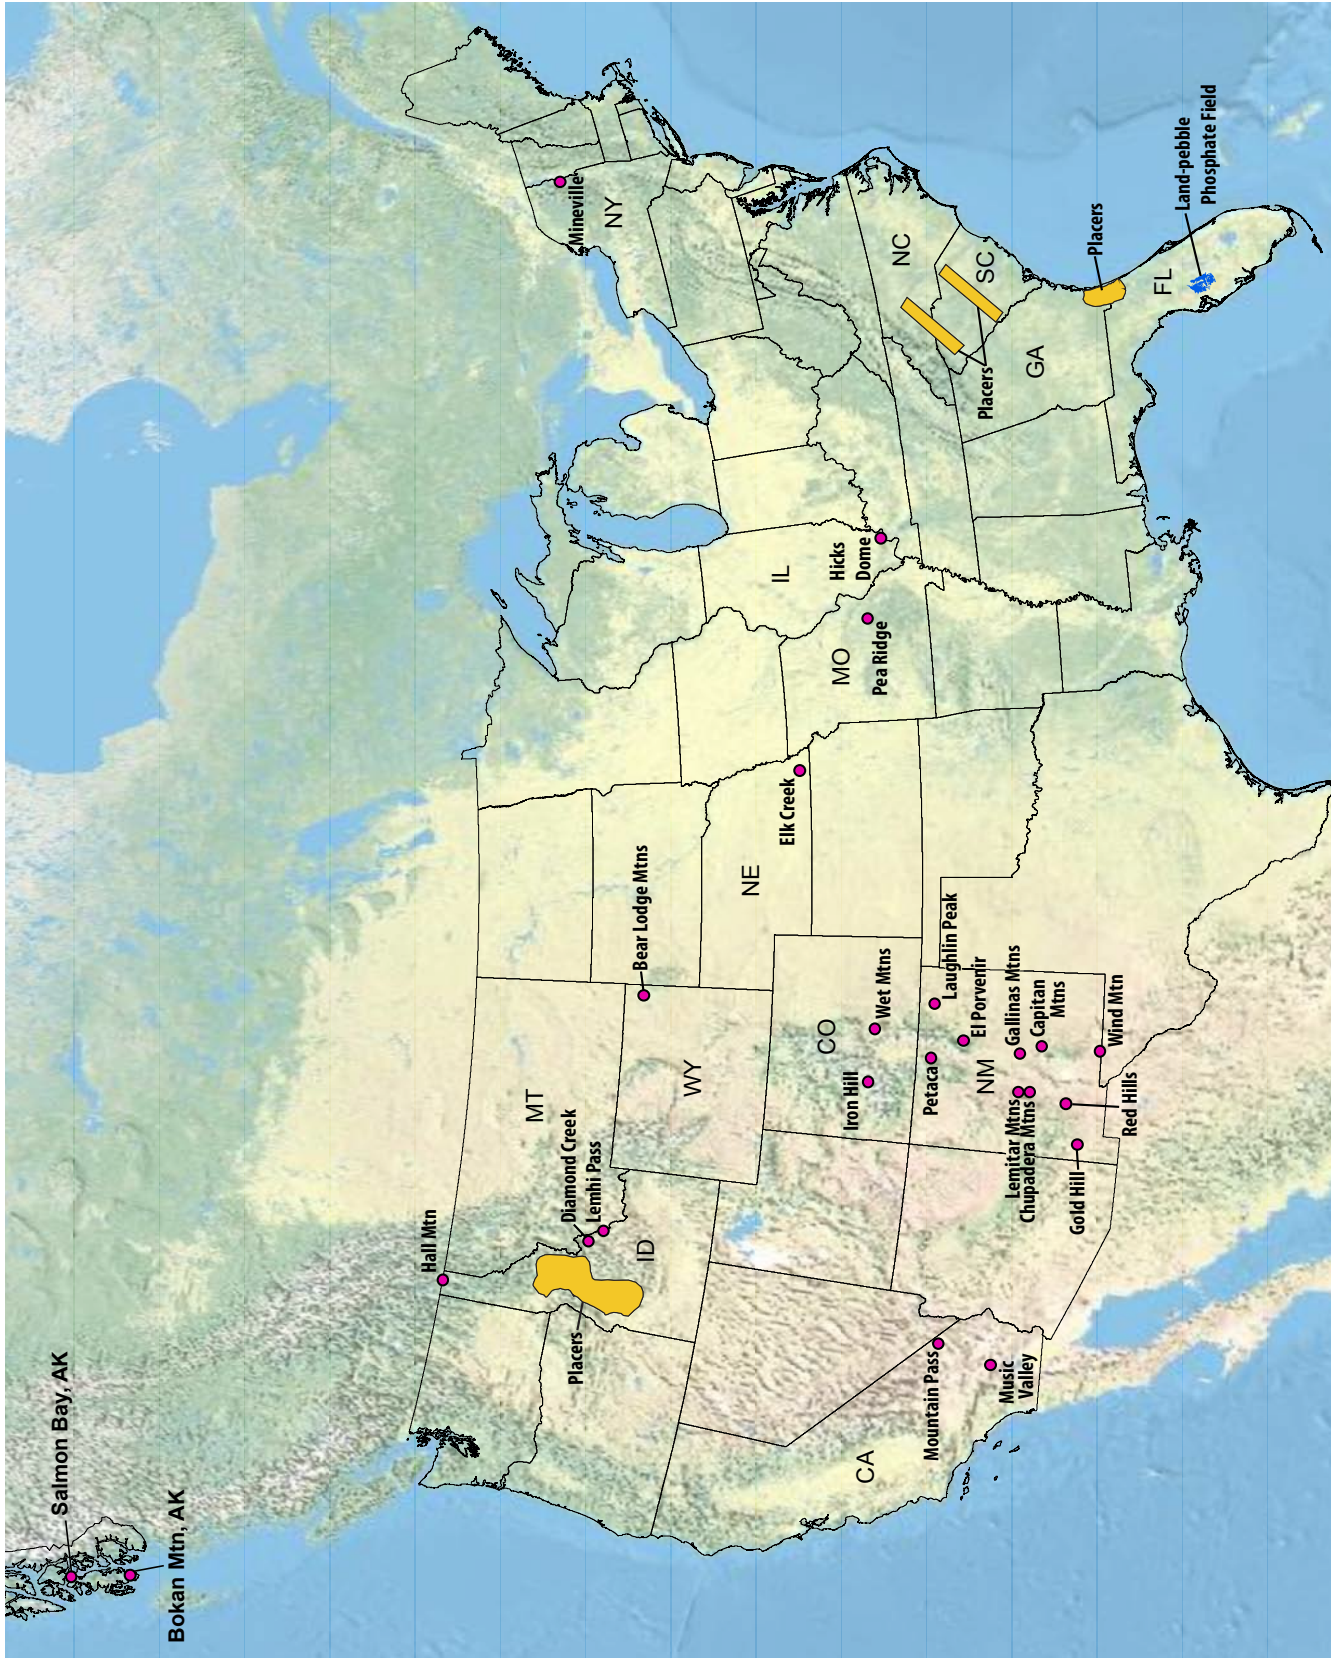 Salmon Bay, AK
Bokan Mtn, AK
Hall Mtn
MT
Diamond Creek
Lemhi Pass
ID
Placers
Bear Lodge Mtns
WY
NE
Elk Creek
CO
Iron Hill
Wet Mtns
Mountain Pass
Music
Valley
CA
Petaca
Laughlin Peak
El Porvenir
NM
Gallinas Mtns
Capitan
Mtns
Lemitar Mtns
Chupadera Mtns
Wind Mtn
Red Hills
Gold Hill
MO
Pea Ridge
IL
Hicks
Dome
Mineville
NY
NC
SC
Placers
GA
Placers
FL
Land-pebble
Phosphate Field